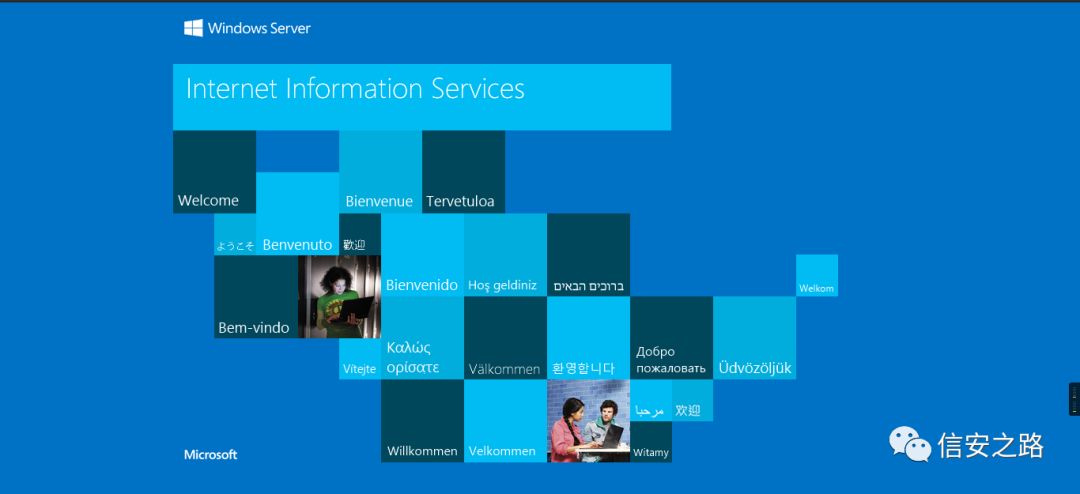 Windows Server
Internet Information Services
Welcome
Bienvenue
Tervetuloa
ようこそ
Benvenuto
歡迎
Bienvenido
Hoş geldiniz
ברוכים הבאים
Welkom
Bem-vindo
Vítejte
Καλώς
ορίσατε
Välkommen
환영합니다
Добро
пожаловать
Üdvözöljük
مرحبا
欢迎
Willkommen
Velkommen
Witamy
Microsoft
信安之路